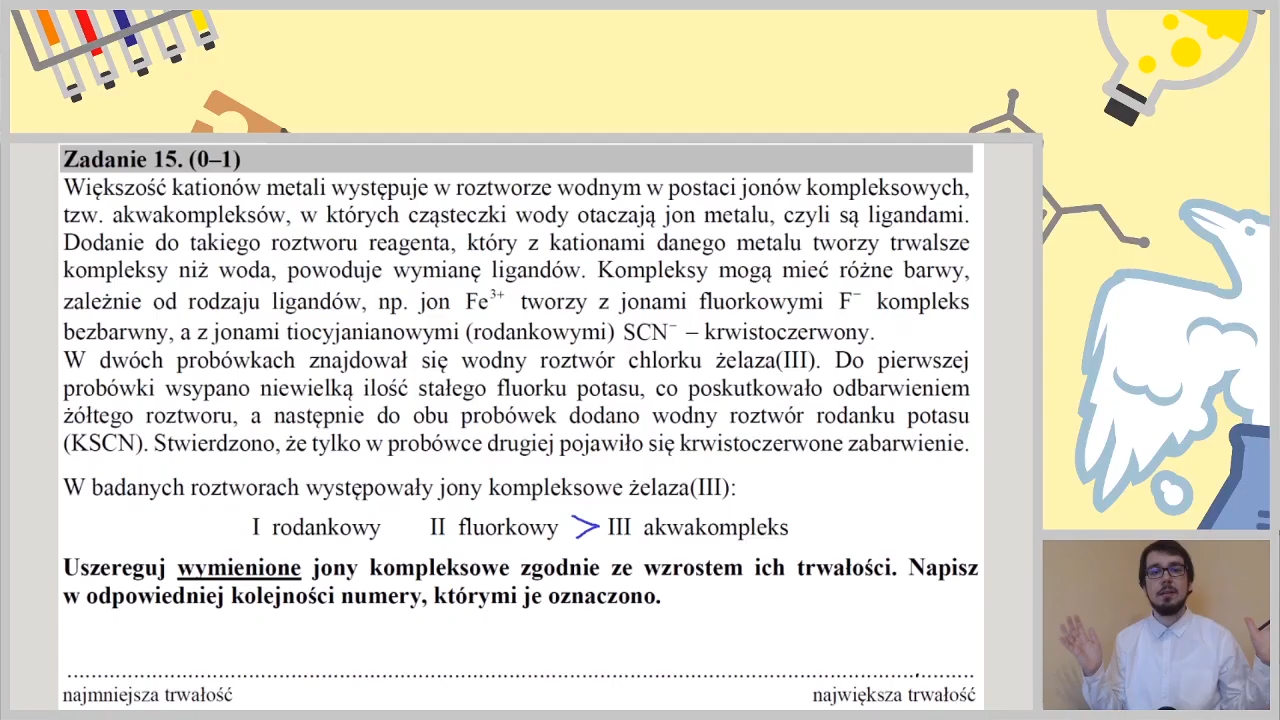 Zadanie 15. (0–1)
Większość kationów metali występuje w roztworze wodnym w postaci jonów kompleksowych,
tzw. akwakompleksów, w których cząsteczki wody otaczają jon metalu, czyli są ligandami.
Dodanie do takiego roztworu reagenta, który z kationami danego metalu tworzy trwalsze
kompleksy niż woda, powoduje wymianę ligandów. Kompleksy mogą mieć różne barwy,
zależnie od rodzaju ligandów, np. jon Fe³⁺ tworzy z jonami fluorkowymi F⁻ kompleks
bezbarwny, a z jonami tiocyjanianowymi (rodankowymi) SCN⁻ – krwistoczerwony.
W dwóch probówkach znajdował się wodny roztwór chlorku żelaza(III). Do pierwszej
probówki wsypano niewielką ilość stałego fluorku potasu, co poskutkowało odbarwieniem
żółtego roztworu, a następnie do obu probówek dodano wodny roztwór rodanku potasu
(KSCN). Stwierdzono, że tylko w probówce drugiej pojawiło się krwistoczerwone zabarwienie.
W badanych roztworach występowały jony kompleksowe żelaza(III):
I rodankowy II fluorkowy > III akwakompleks
Uszereguj wymienione jony kompleksowe zgodnie ze wzrostem ich trwałości. Napisz
w odpowiedniej kolejności numery, którymi je oznaczono.
najmniejsza trwałość największa trwałość